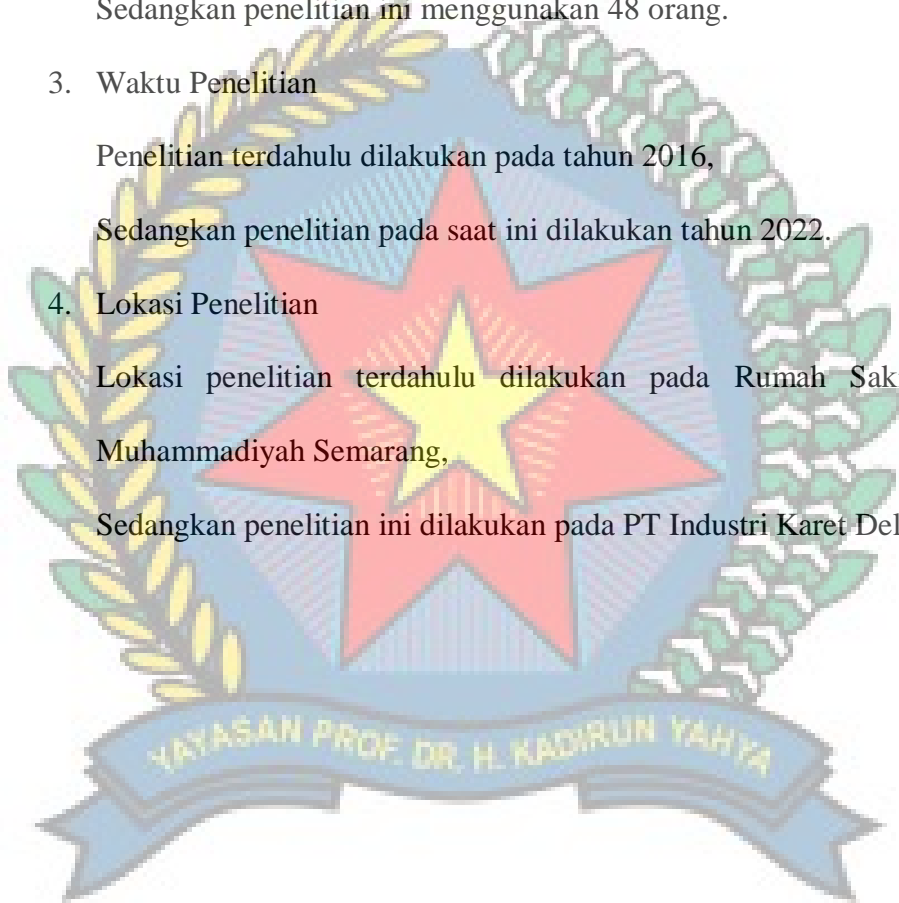 Sedangkan penelitian ini menggunakan 48 orang.
3. Waktu Penelitian
Penelitian terdahulu dilakukan pada tahun 2016,
Sedangkan penelitian pada saat ini dilakukan tahun 2022.
4. Lokasi Penelitian
Lokasi penelitian terdahulu dilakukan pada Rumah Sak
Muhammadiyah Semarang,
Sedangkan penelitian ini dilakukan pada PT Industri Karet Del
YAYASAN PROF. DR. H. KADIRUN YAHYA